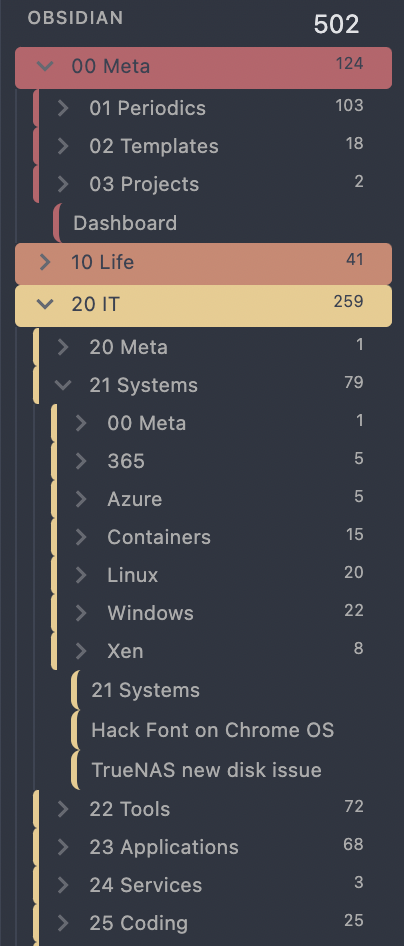 OBSIDIAN 502
00 Meta 124
01 Periodics 103
02 Templates 18
03 Projects 2
Dashboard
10 Life 41
20 IT 259
20 Meta 1
21 Systems 79
00 Meta 1
365 5
Azure 5
Containers 15
Linux 20
Windows 22
Xen 8
21 Systems
Hack Font on Chrome OS
TrueNAS new disk issue
22 Tools 72
23 Applications 68
24 Services 3
25 Coding 25